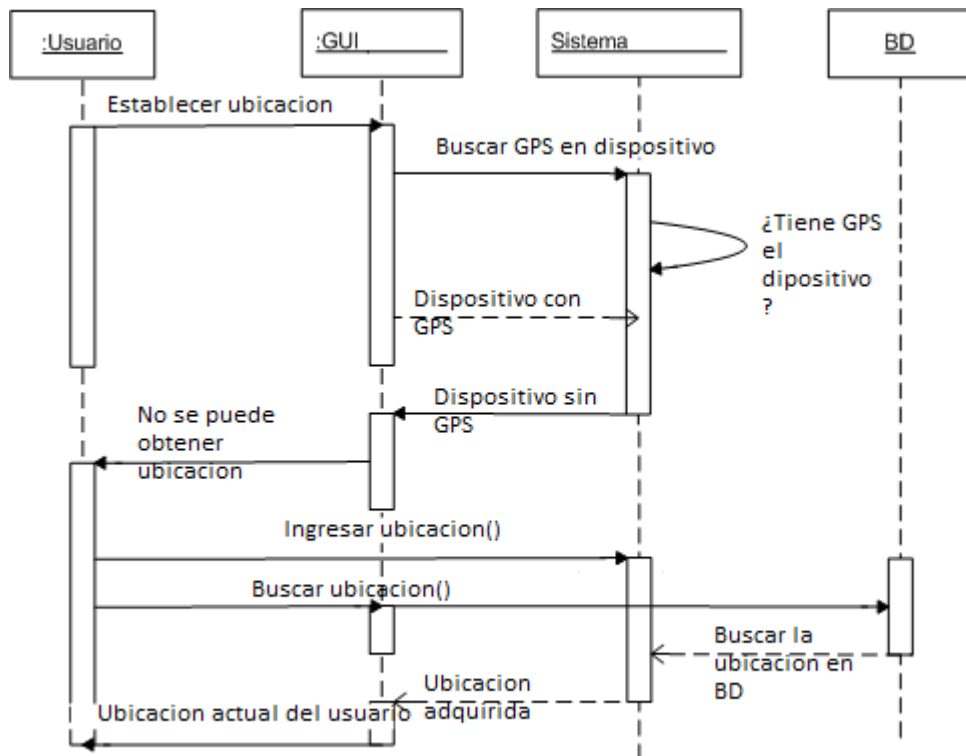 :Usuario
:GUI
Sistema
BD
Establecer ubicacion
Buscar GPS en dispositivo
¿Tiene GPS
el
dipositivo
?
Dispositivo con
GPS
Dispositivo sin
GPS
No se puede
obtener
ubicacion
Ingresar ubicacion()
Buscar ubicacion()
Buscar la
ubicacion en
BD
Ubicacion
adquirida
Ubicacion actual del usuario